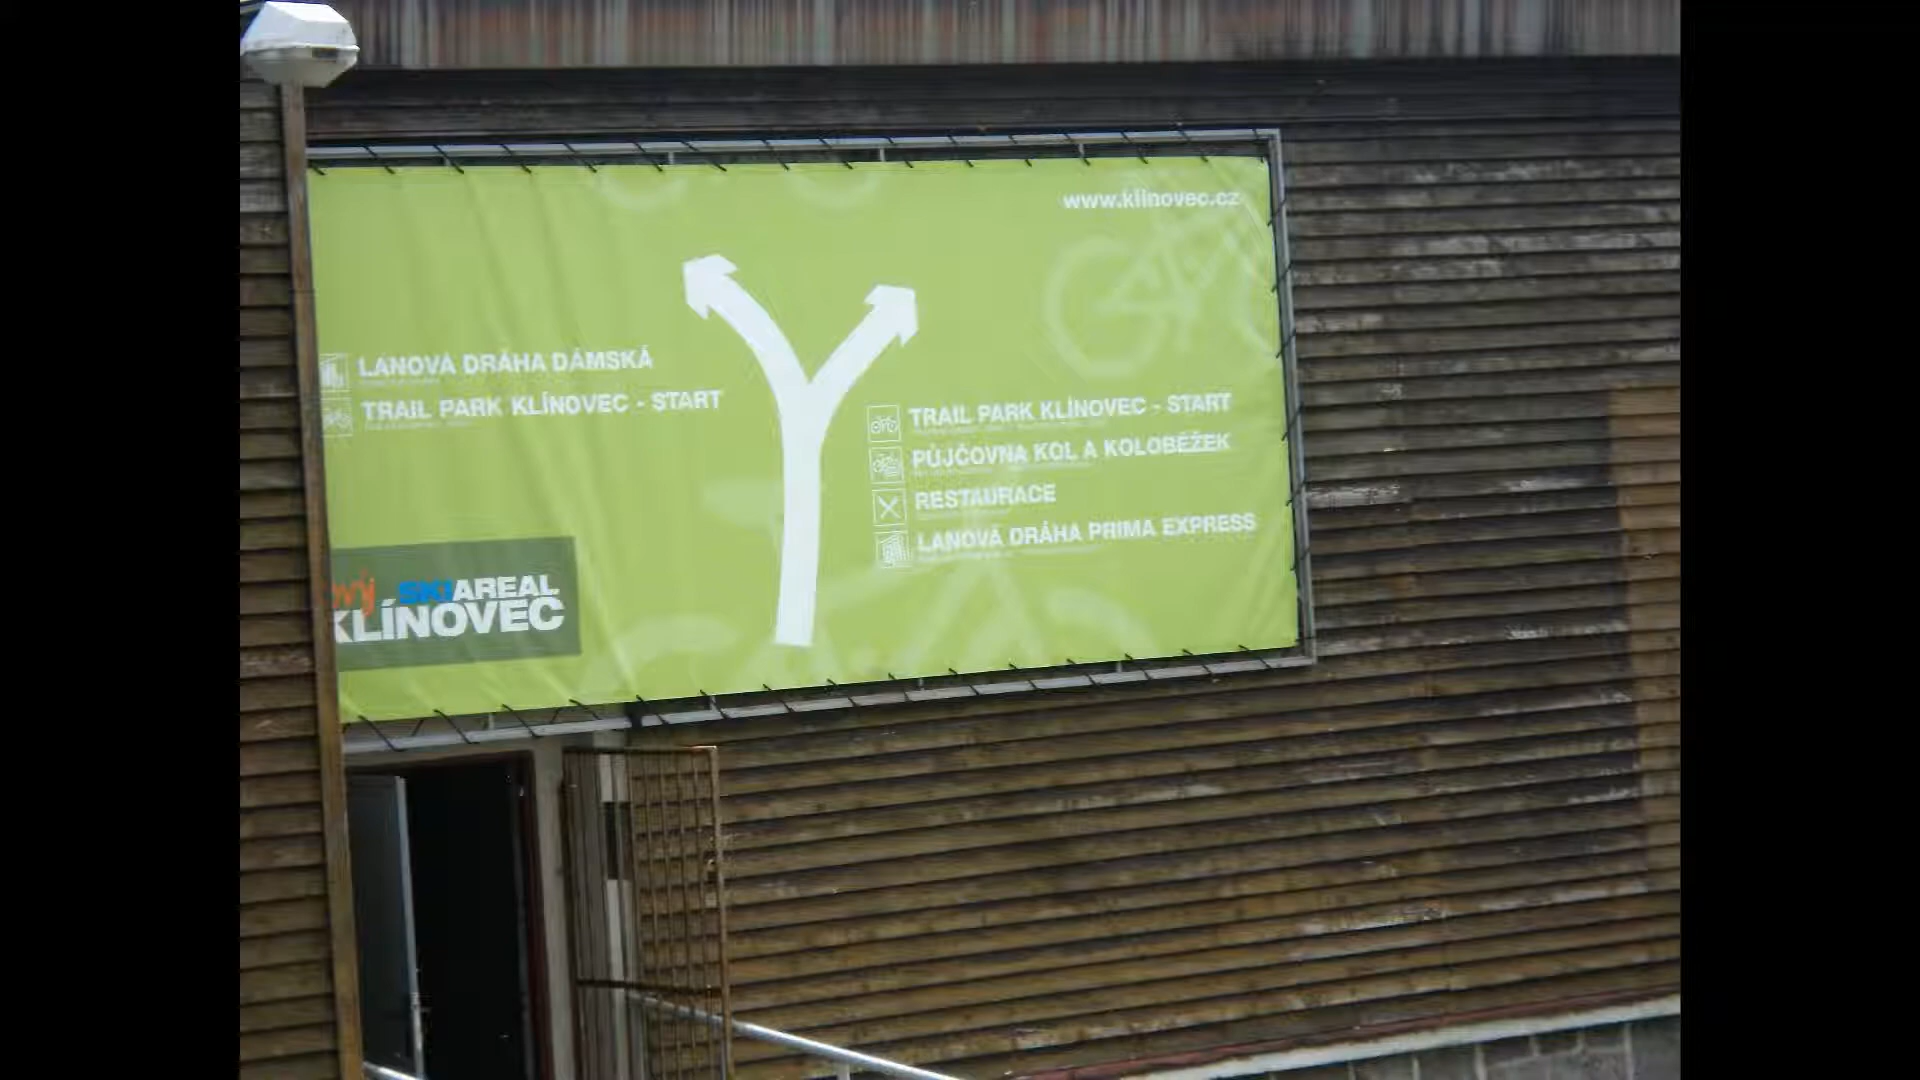 www.klinovec.cz
LANOVÁ DRÁHA DÁMSKÁ
TRAIL PARK KLÍNOVEC - START
TRAIL PARK KLÍNOVEC - START
PŮJČOVNA KOL A KOLOBĚŽEK
RESTAURACE
LANOVÁ DRÁHA PRIMA EXPRESS
SKIAREAL
KLÍNOVEC